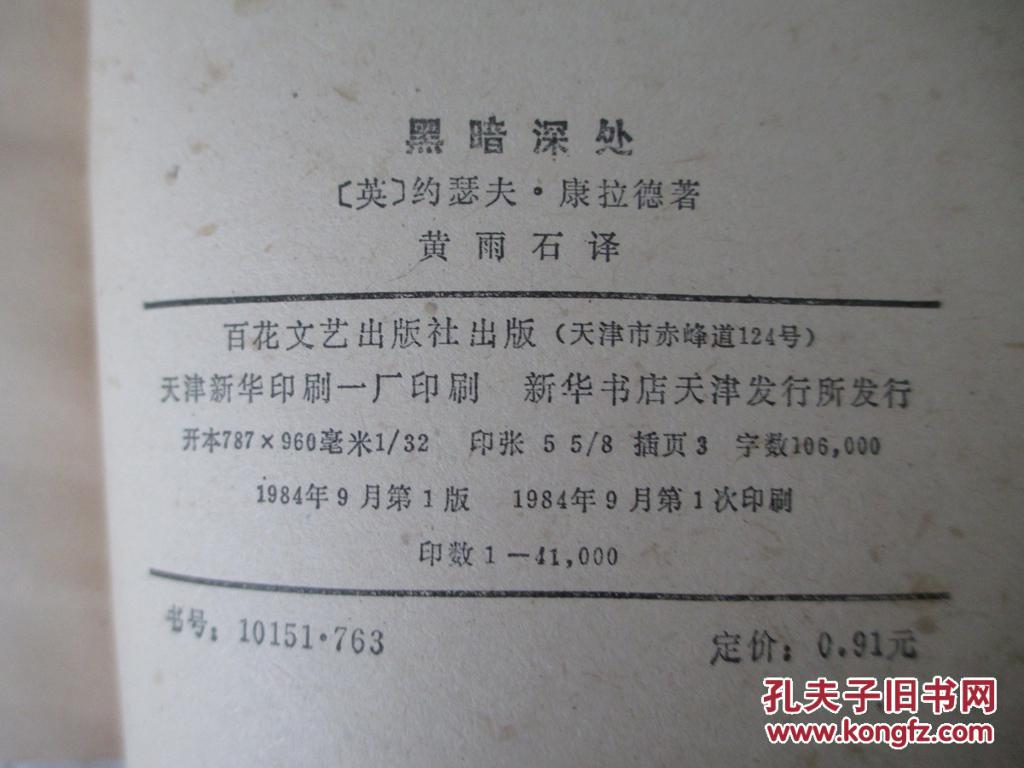 黑暗深处
〔英〕约瑟夫·康拉德著
黄雨石译
百花文艺出版社出版（天津市赤峰道124号）
天津新华印刷一厂印刷 新华书店天津发行所发行
开本787×960毫米1/32 印张 5 5/8 插页 3 字数106,000
1984年9月第1版 1984年9月第1次印刷
印数1—41,000
书号：10151·763 定价：0.91元
孔夫子旧书网
www.kongfz.com